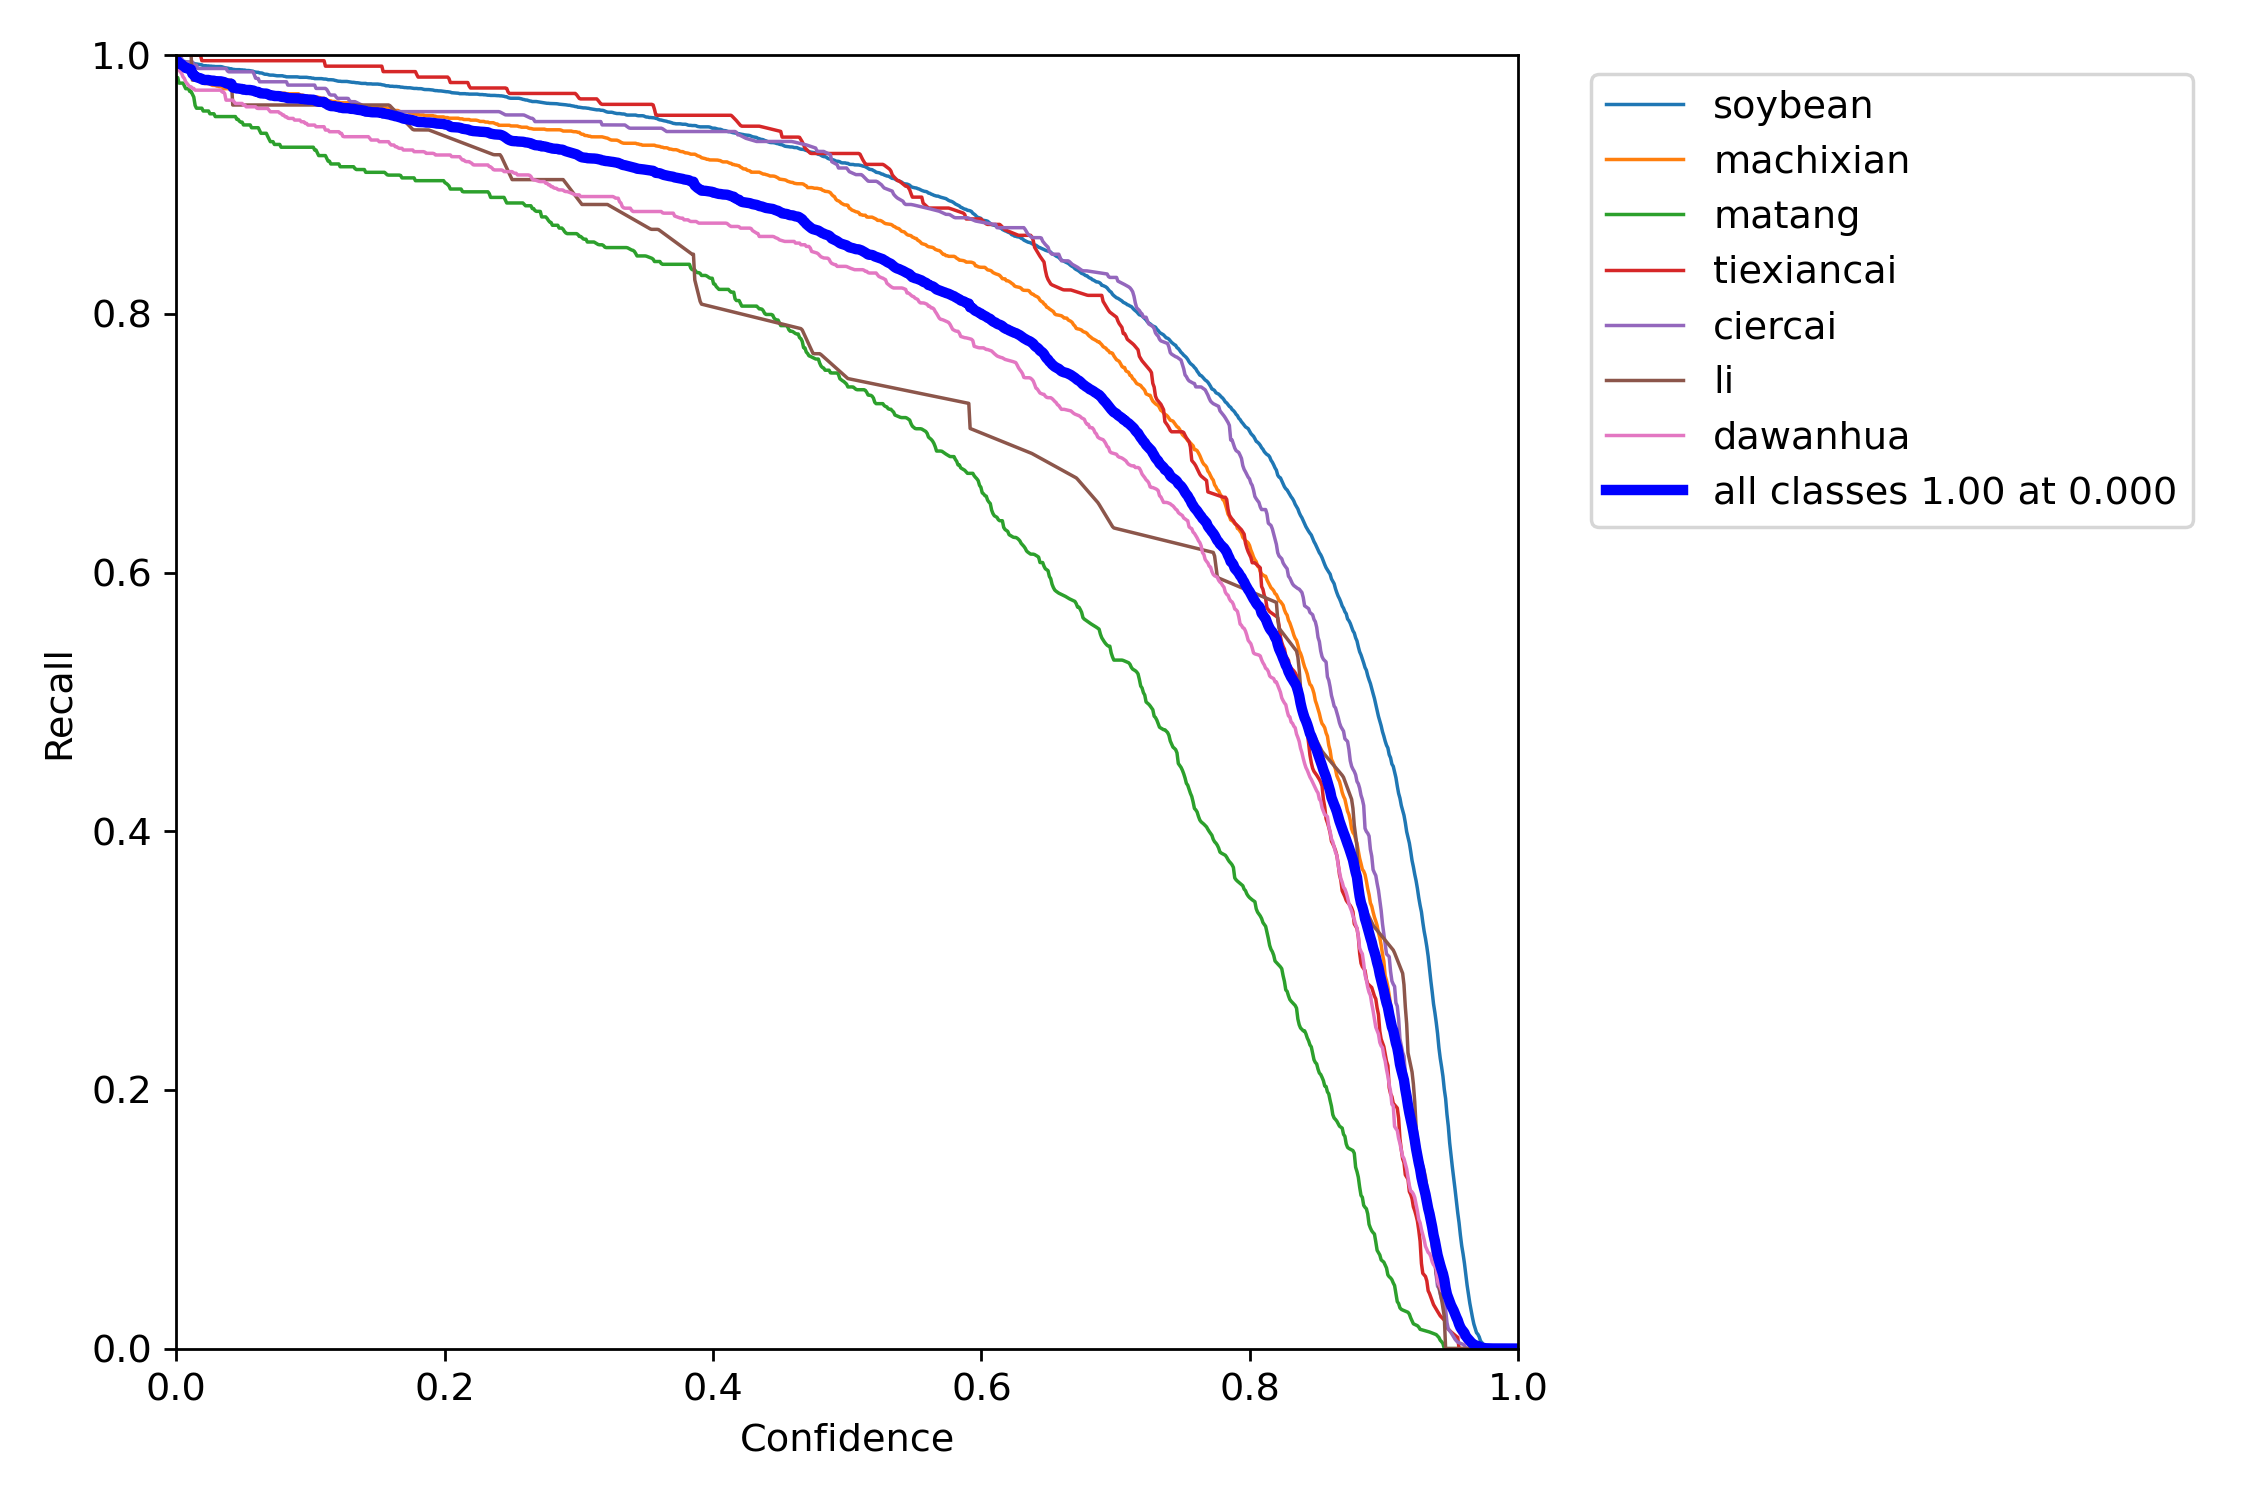 1.0
0.8
0.6
0.4
0.2
0.0
Recall
0.0 0.2 0.4 0.6 0.8 1.0
Confidence
soybean
machixian
matang
tiexiancai
ciercai
li
dawanhua
all classes 1.00 at 0.000